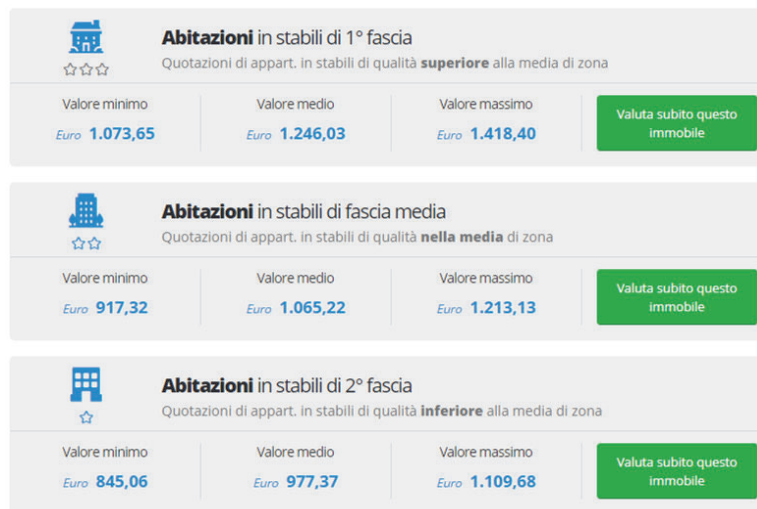 Abitazioni in stabili di 1° fascia
Quotazioni di appart. in stabili di qualità superiore alla media di zona
Valore minimo
Valore medio
Valore massimo
Euro 1.073,65
Euro 1.246,03
Euro 1.418,40
Valuta subito questo
immobile
Abitazioni in stabili di fascia media
Quotazioni di appart. in stabili di qualità nella media di zona
Valore minimo
Valore medio
Valore massimo
Euro 917,32
Euro 1.065,22
Euro 1.213,13
Valuta subito questo
immobile
Abitazioni in stabili di 2° fascia
Quotazioni di appart. in stabili di qualità inferiore alla media di zona
Valore minimo
Valore medio
Valore massimo
Euro 845,06
Euro 977,37
Euro 1.109,68
Valuta subito questo
immobile